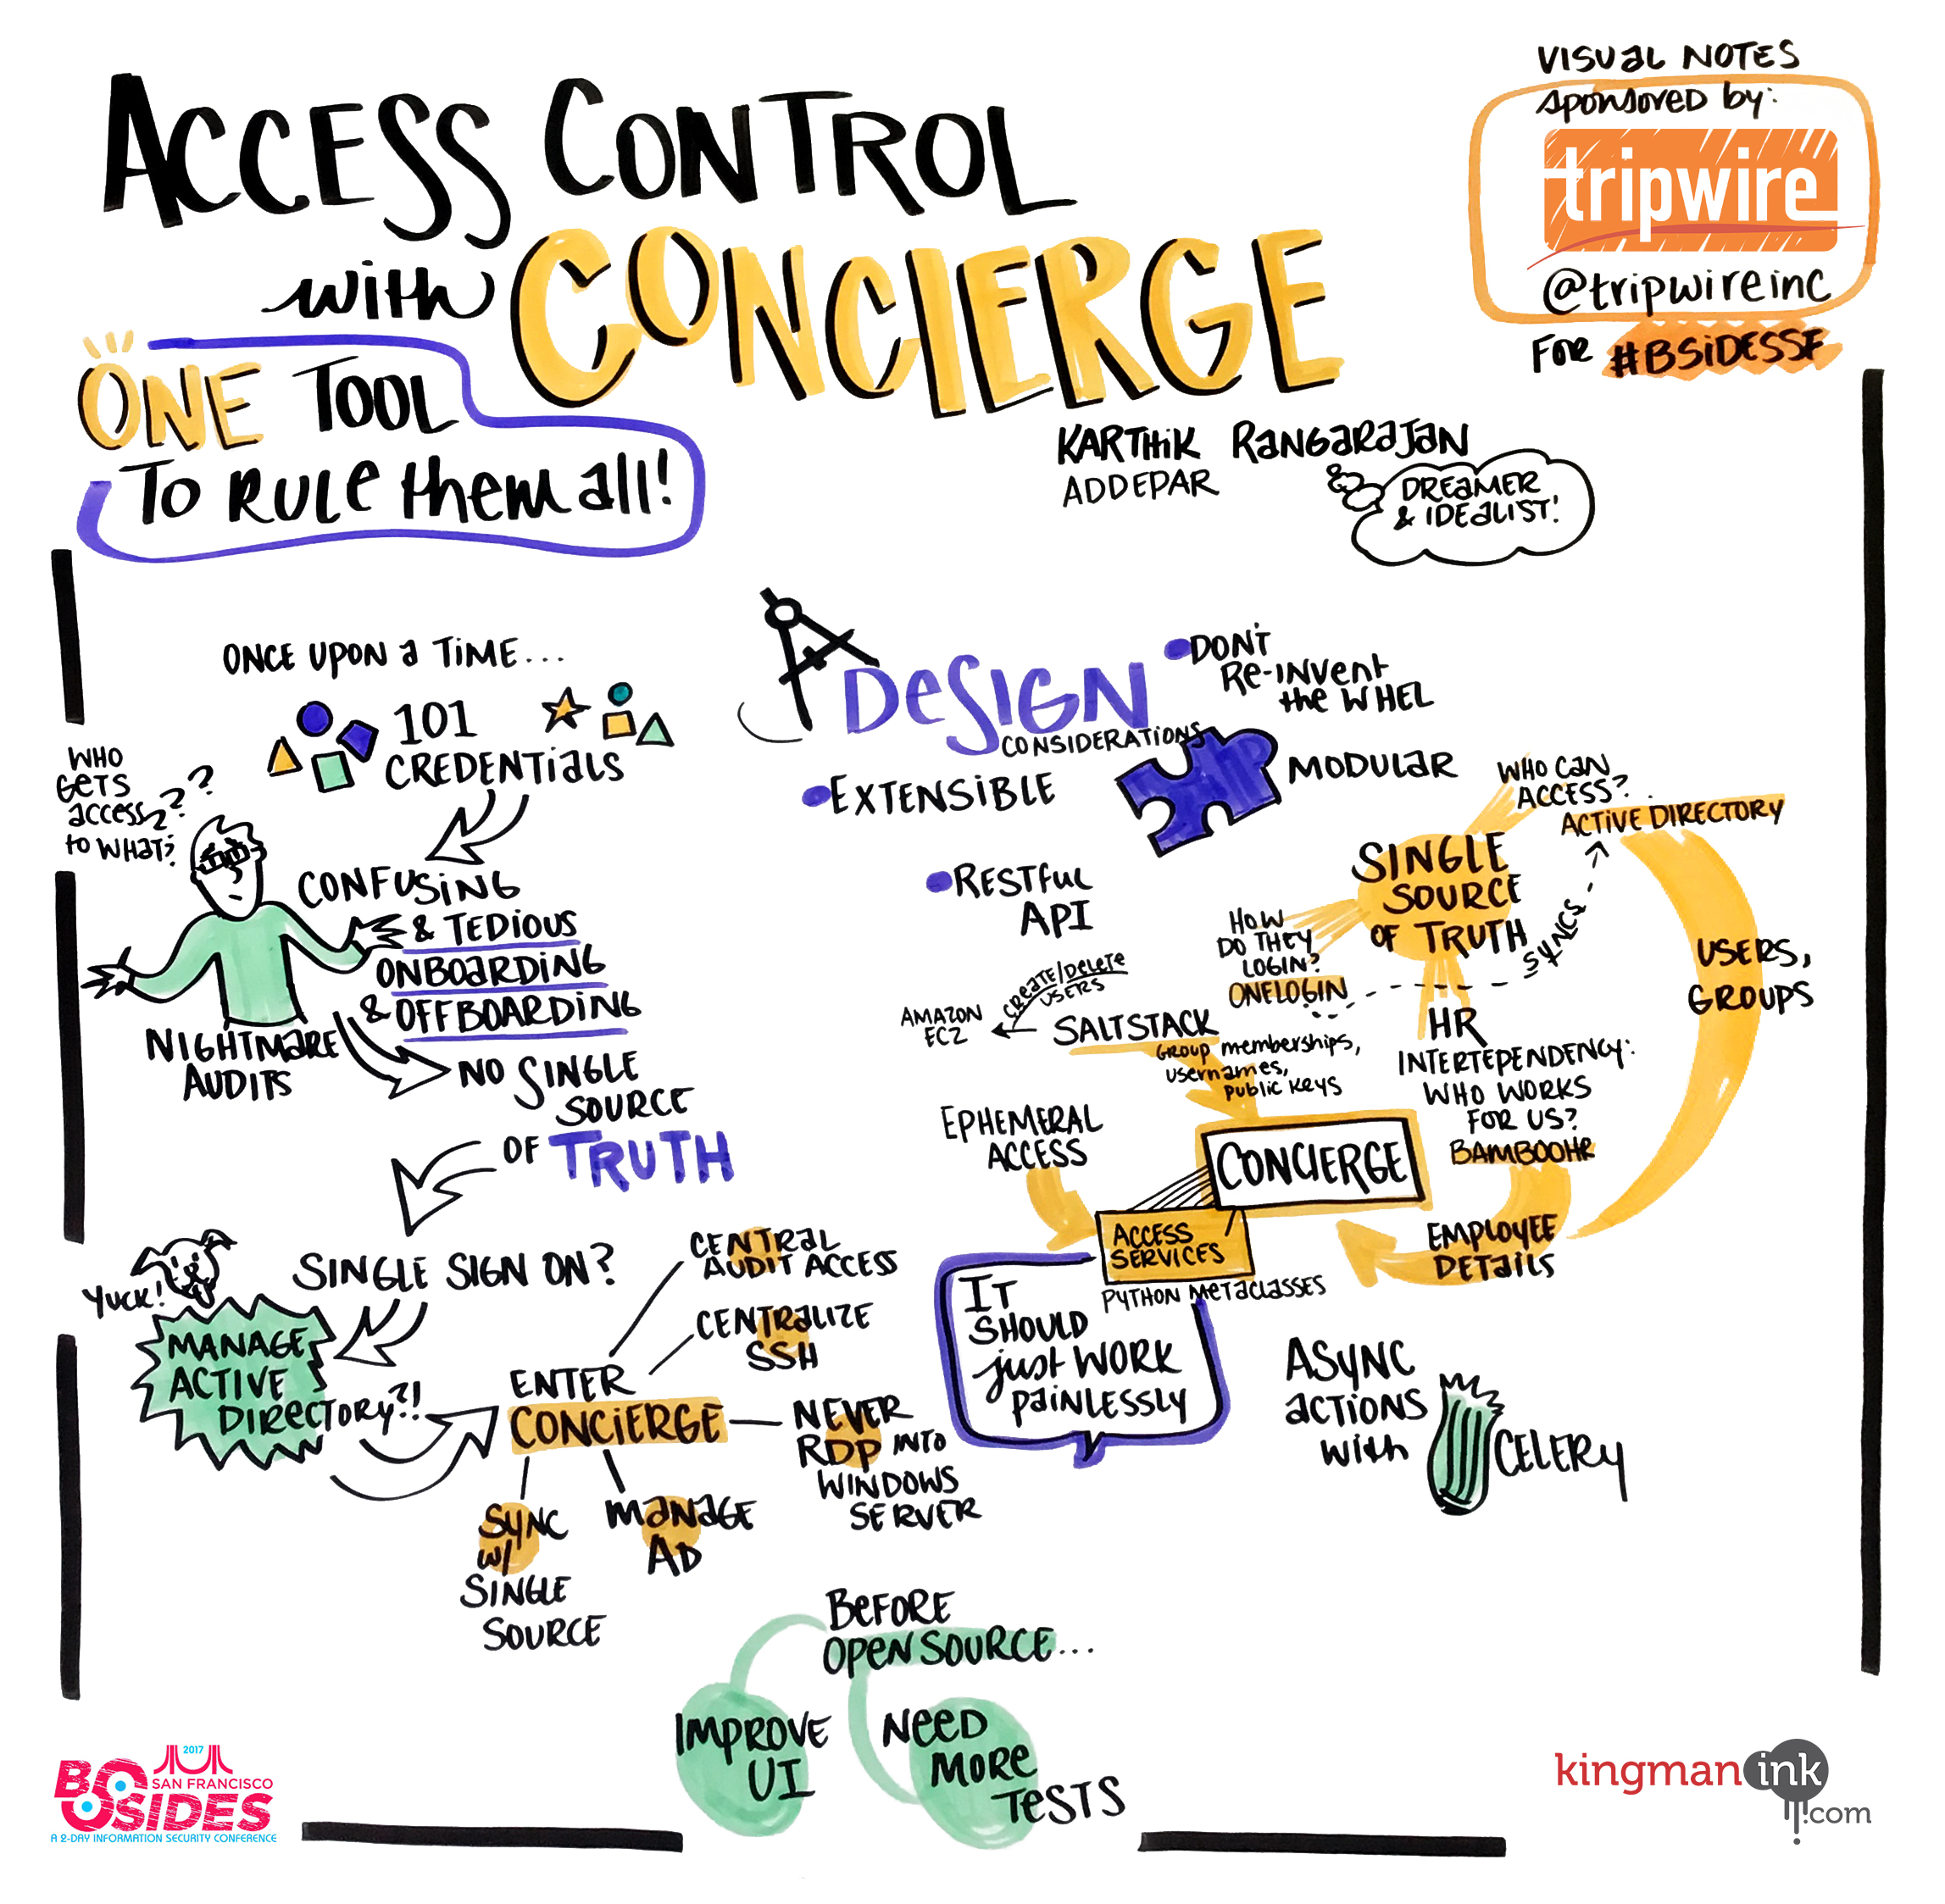 ACCESS CONTROL
with CONCIERGE
ONE TOOL
TO RULE them all!
VISUAL NOTES
sponsored by:
tripwire
@tripwireinc
FOR #BSIDESSF
KARTHIK RANGARAJAN
ADDEPAR
DREAMER
& IDEALIST!
ONCE UPON a TIME...
101
CREDENTIALS
WHO
GETS
access???
to WHAT?
CONFUSING
& TEDIOUS
ONBOARDING
& OFFBOARDING
NIGHTMARE
AUDITS
NO SINGLE
SOURCE
OF TRUTH
SINGLE SIGN ON?
YUCK!
MANAGE
ACTIVE
DIRECTORY?!
ENTER
CONCIERGE
CENTRAL
AUDIT ACCESS
CENTRALIZE
SSH
NEVER
RDP INTO
WINDOWS
SERVER
MANAGE
AD
SYNC
W/
SINGLE
SOURCE
DESIGN
CONSIDERATIONS
DON'T
RE-INVENT
the WHEL
EXTENSIBLE
MODULAR
RESTful
API
SINGLE
SOURCE
OF TRUTH
WHO CAN
ACCESS?
ACTIVE DIRECTORY
SYNCS
HOW
DO THEY
LOGIN?
ONELOGIN
USERS,
GROUPS
HR
INTERTEPENDENCY:
WHO WORKS
FOR US?
BAMBOOHR
EMPLOYEE
DETAILS
AMAZON
EC2
CREATE/DELETE
USERS
SALTSTACK
GROUP memberships,
usernames,
public keys
EPHEMERAL
ACCESS
CONCIERGE
ACCESS
SERVICES
PYTHON METACLASSES
IT
SHOULD
just WORK
PAINLESSLY
ASYNC
ACTIONS
with CELERY
BEFORE
OPEN SOURCE...
IMPROVE
UI
NEED
MORE
TESTS
2017
SAN FRANCISCO
BSIDES
A 2-DAY INFORMATION SECURITY CONFERENCE
kingman ink
.com